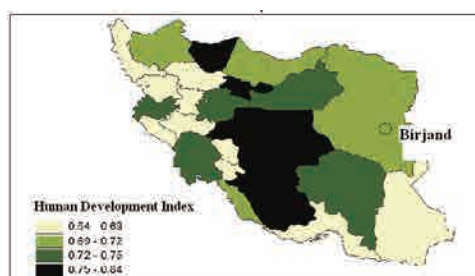 Birjand
Human Development Index
0.54 - 0.69
0.69 - 0.72
0.72 - 0.75
0.75 - 0.84